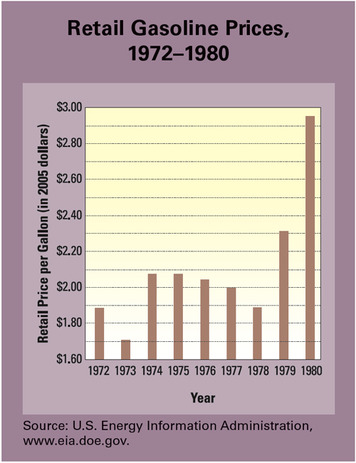 Retail Gasoline Prices,
1972–1980
Retail Price per Gallon (in 2005 dollars)
$3.00
$2.80
$2.60
$2.40
$2.20
$2.00
$1.80
$1.60
1972 1973 1974 1975 1976 1977 1978 1979 1980
Year
Source: U.S. Energy Information Administration,
www.eia.doe.gov.